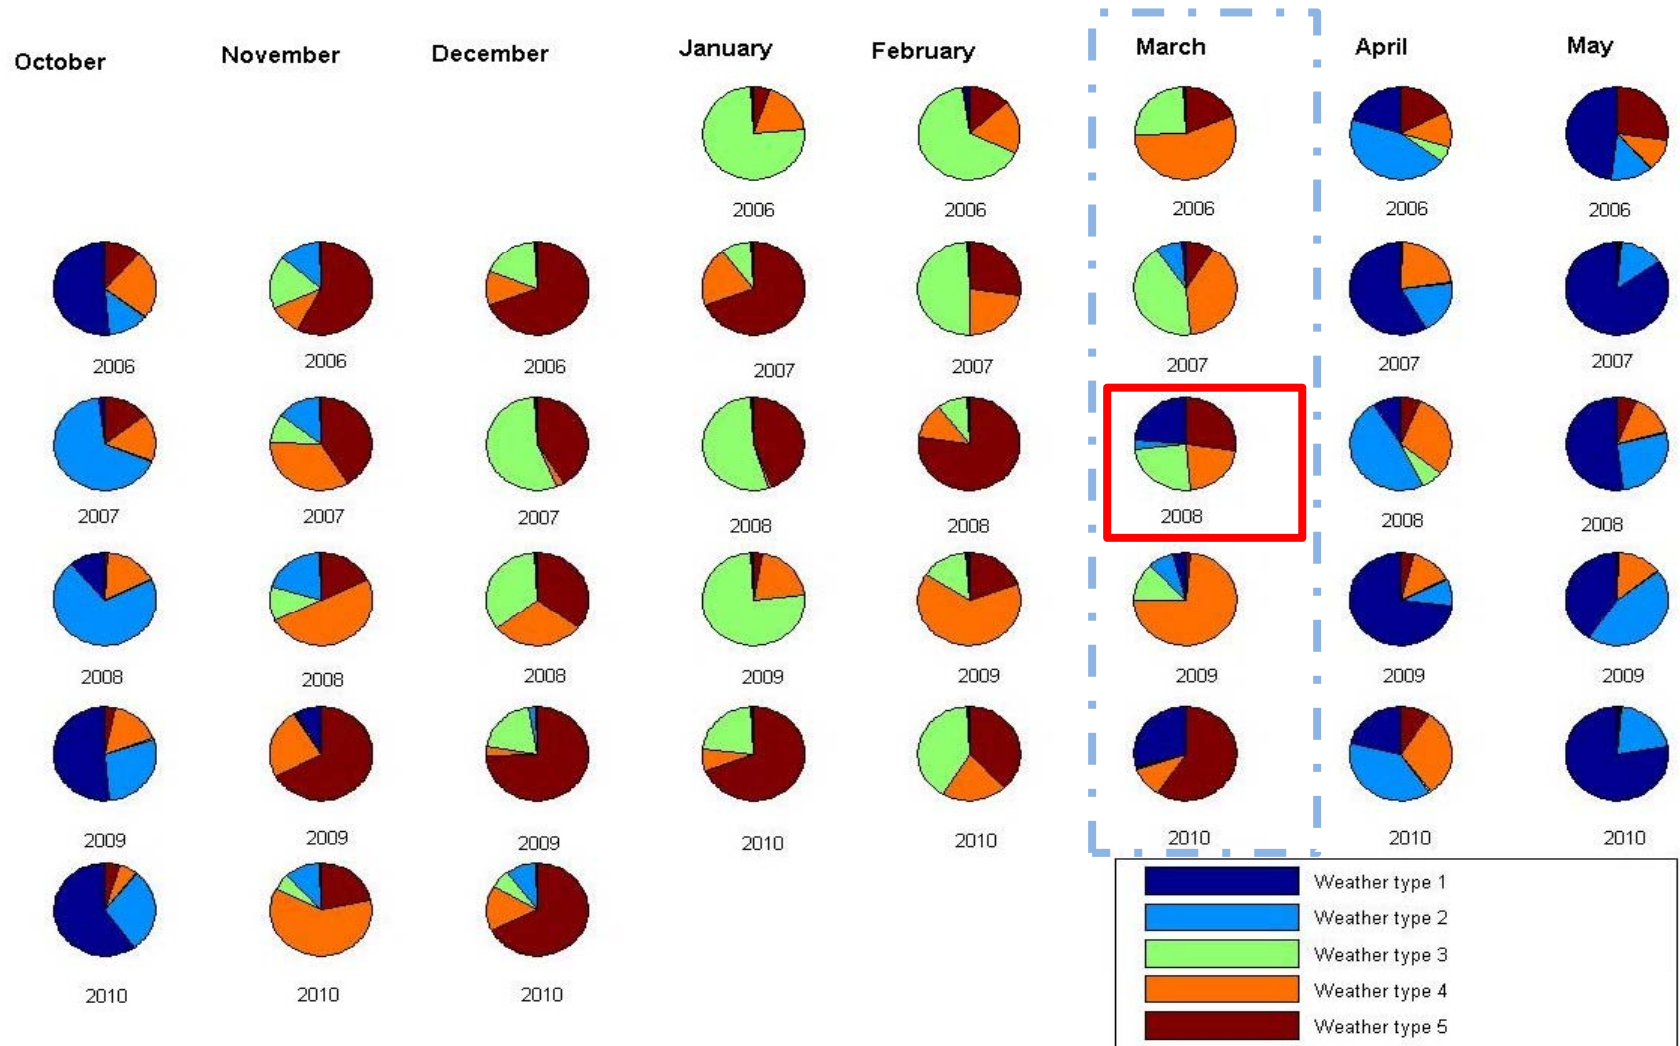 October November December January February March April May
2006 2006 2006 2006 2006
2006 2006 2006 2007 2007 2007 2007 2007
2007 2007 2007 2008 2008 2008 2008 2008
2008 2008 2008 2009 2009 2009 2009 2009
2009 2009 2009 2010 2010 2010 2010 2010
2010 2010 2010
Weather type 1
Weather type 2
Weather type 3
Weather type 4
Weather type 5